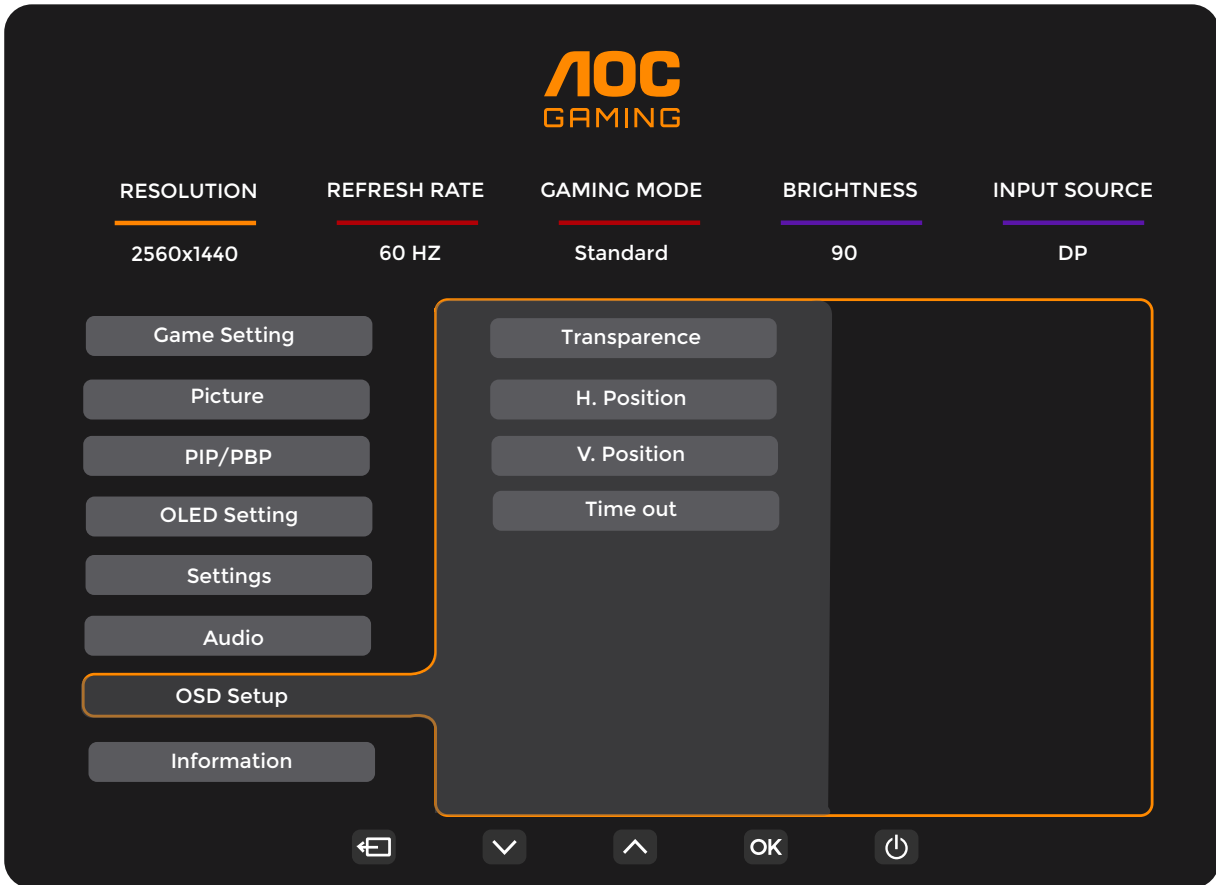 AOC
GAMING
RESOLUTION REFRESH RATE GAMING MODE BRIGHTNESS INPUT SOURCE
2560x1440 60 HZ Standard 90 DP
Game Setting
Picture
PIP/PBP
OLED Setting
Settings
Audio
OSD Setup
Information
Transparence
H. Position
V. Position
Time out
OK